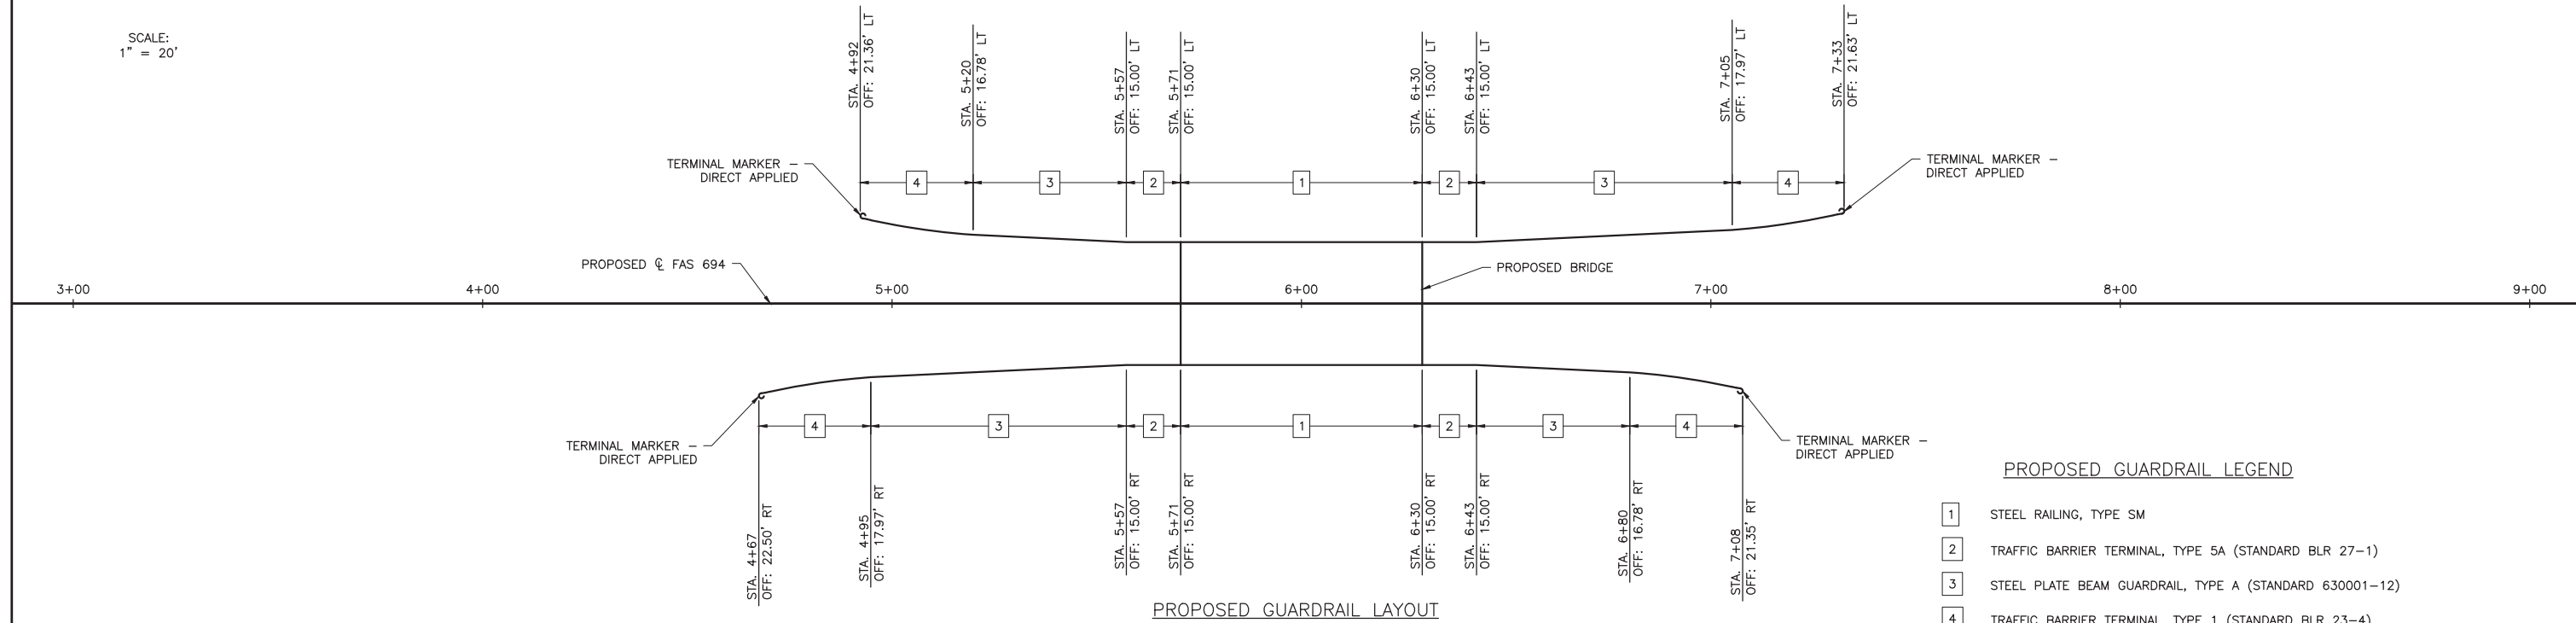 SCALE:
1" = 20'
STA. 4+92
OFF: 21.36' LT
STA. 5+20
OFF: 16.78' LT
STA. 5+57
OFF: 15.00' LT
STA. 5+71
OFF: 15.00' LT
STA. 6+30
OFF: 15.00' LT
STA. 6+43
OFF: 15.00' LT
STA. 7+05
OFF: 17.97' LT
STA. 7+33
OFF: 21.63' LT
TERMINAL MARKER –
DIRECT APPLIED
TERMINAL MARKER –
DIRECT APPLIED
4
3
2
1
2
3
4
PROPOSED ℄ FAS 694
PROPOSED BRIDGE
3+00
4+00
5+00
6+00
7+00
8+00
9+00
4
3
2
1
2
3
4
TERMINAL MARKER –
DIRECT APPLIED
TERMINAL MARKER –
DIRECT APPLIED
STA. 4+67
OFF: 22.50' RT
STA. 4+95
OFF: 17.97' RT
STA. 5+57
OFF: 15.00' RT
STA. 5+71
OFF: 15.00' RT
STA. 6+30
OFF: 15.00' RT
STA. 6+43
OFF: 15.00' RT
STA. 6+80
OFF: 16.78' RT
STA. 7+08
OFF: 21.35' RT
PROPOSED GUARDRAIL LAYOUT
PROPOSED GUARDRAIL LEGEND
1 STEEL RAILING, TYPE SM
2 TRAFFIC BARRIER TERMINAL, TYPE 5A (STANDARD BLR 27-1)
3 STEEL PLATE BEAM GUARDRAIL, TYPE A (STANDARD 630001-12)
4 TRAFFIC BARRIER TERMINAL, TYPE 1 (STANDARD BLR 23-4)